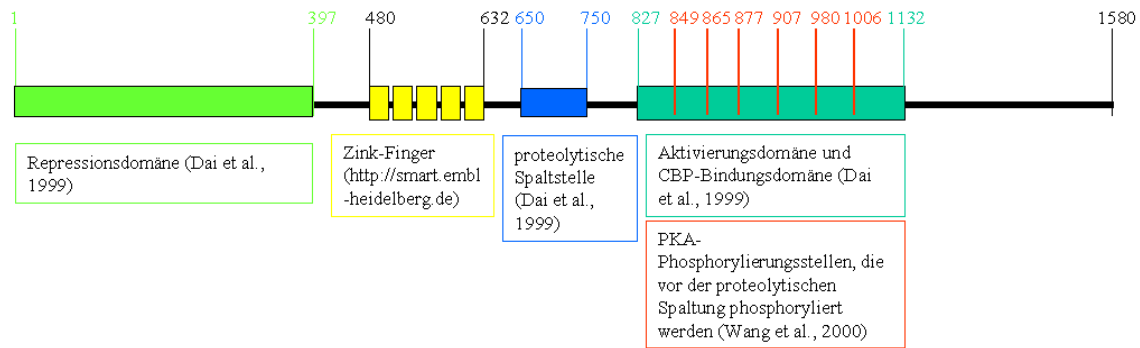 1 397 480 632 650 750 827 849 865 877 907 980 1006 1132 1580
Repressionsdomäne (Dai et al.,
1999)
Zink-Finger
(http://smart.embl
-heidelberg.de)
proteolytische
Spaltstelle
(Dai et al.,
1999)
Aktivierungsdomäne und
CBP-Bindungsdomäne (Dai
et al., 1999)
PKA-
Phosphorylierungsstellen, die
vor der proteolytischen
Spaltung phosphoryliert
werden (Wang et al., 2000)